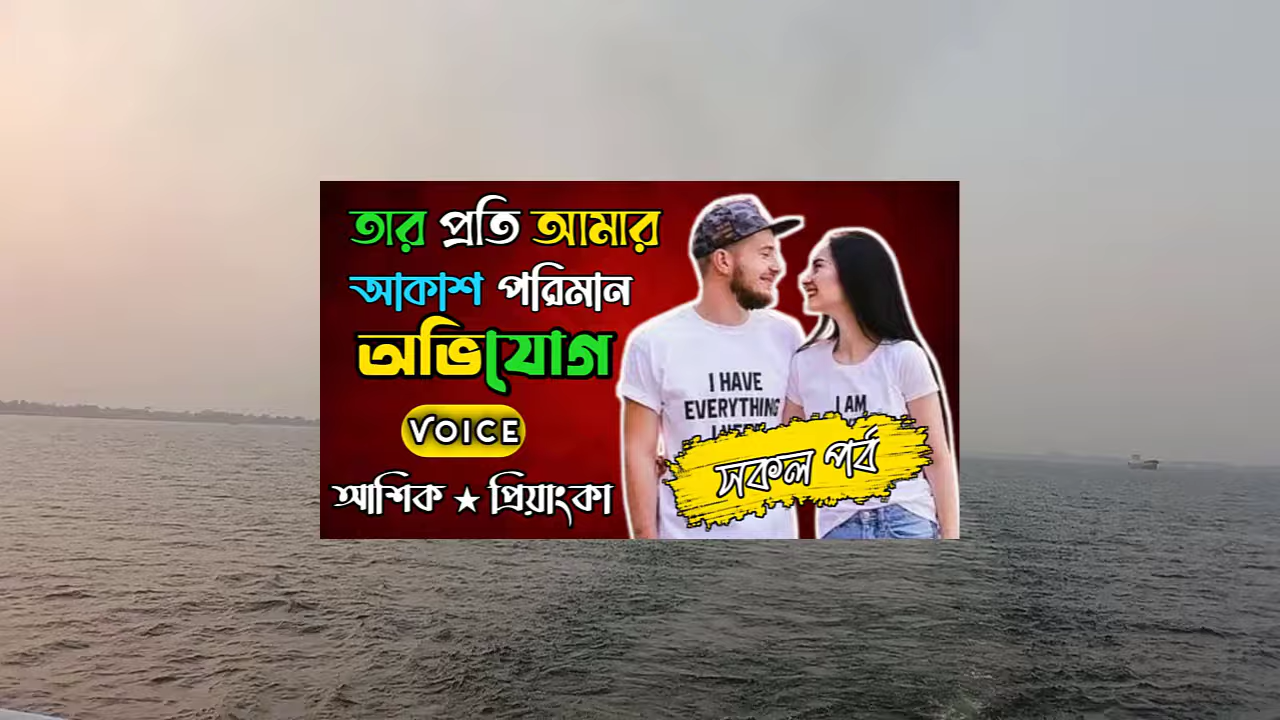 তার প্রতি আমার
আকাশ পরিমান
অভিযোগ
VOICE
আশিক ★ প্রিয়াংকা
I HAVE
EVERYTHING
I AM
সকল পর্ব